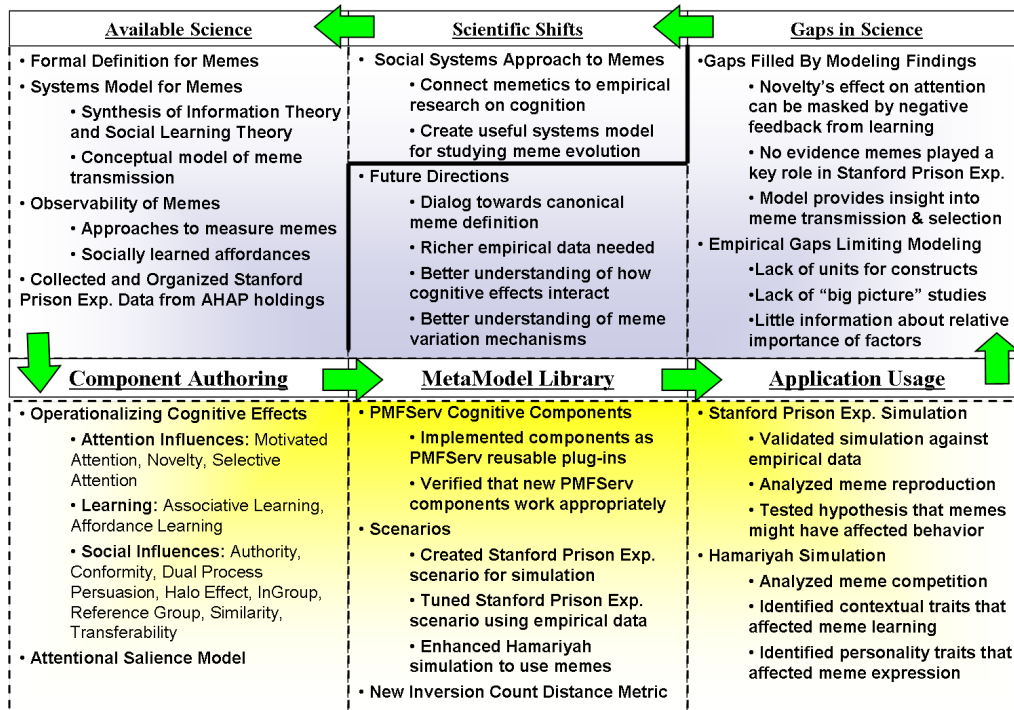 Available Science
• Formal Definition for Memes
• Systems Model for Memes
• Synthesis of Information Theory
and Social Learning Theory
• Conceptual model of meme
transmission
• Observability of Memes
• Approaches to measure memes
• Socially learned affordances
• Collected and Organized Stanford
Prison Exp. Data from AHAP holdings
Scientific Shifts
• Social Systems Approach to Memes
• Connect memetics to empirical
research on cognition
• Create useful systems model
for studying meme evolution
• Future Directions
• Dialog towards canonical
meme definition
• Richer empirical data needed
• Better understanding of how
cognitive effects interact
• Better understanding of meme
variation mechanisms
Gaps in Science
•Gaps Filled By Modeling Findings
• Novelty's effect on attention
can be masked by negative
feedback from learning
• No evidence memes played a
key role in Stanford Prison Exp.
• Model provides insight into
meme transmission & selection
• Empirical Gaps Limiting Modeling
•Lack of units for constructs
•Lack of “big picture” studies
•Little information about relative
importance of factors
Component Authoring
• Operationalizing Cognitive Effects
• Attention Influences: Motivated
Attention, Novelty, Selective
Attention
• Learning: Associative Learning,
Affordance Learning
• Social Influences: Authority,
Conformity, Dual Process
Persuasion, Halo Effect, InGroup,
Reference Group, Similarity,
Transferability
• Attentional Salience Model
MetaModel Library
• PMFServ Cognitive Components
• Implemented components as
PMFServ reusable plug-ins
• Verified that new PMFServ
components work appropriately
• Scenarios
• Created Stanford Prison Exp.
scenario for simulation
• Tuned Stanford Prison Exp.
scenario using empirical data
• Enhanced Hamariyah
simulation to use memes
• New Inversion Count Distance Metric
Application Usage
• Stanford Prison Exp. Simulation
• Validated simulation against
empirical data
• Analyzed meme reproduction
• Tested hypothesis that memes
might have affected behavior
• Hamariyah Simulation
• Analyzed meme competition
• Identified contextual traits that
affected meme learning
• Identified personality traits that
affected meme expression